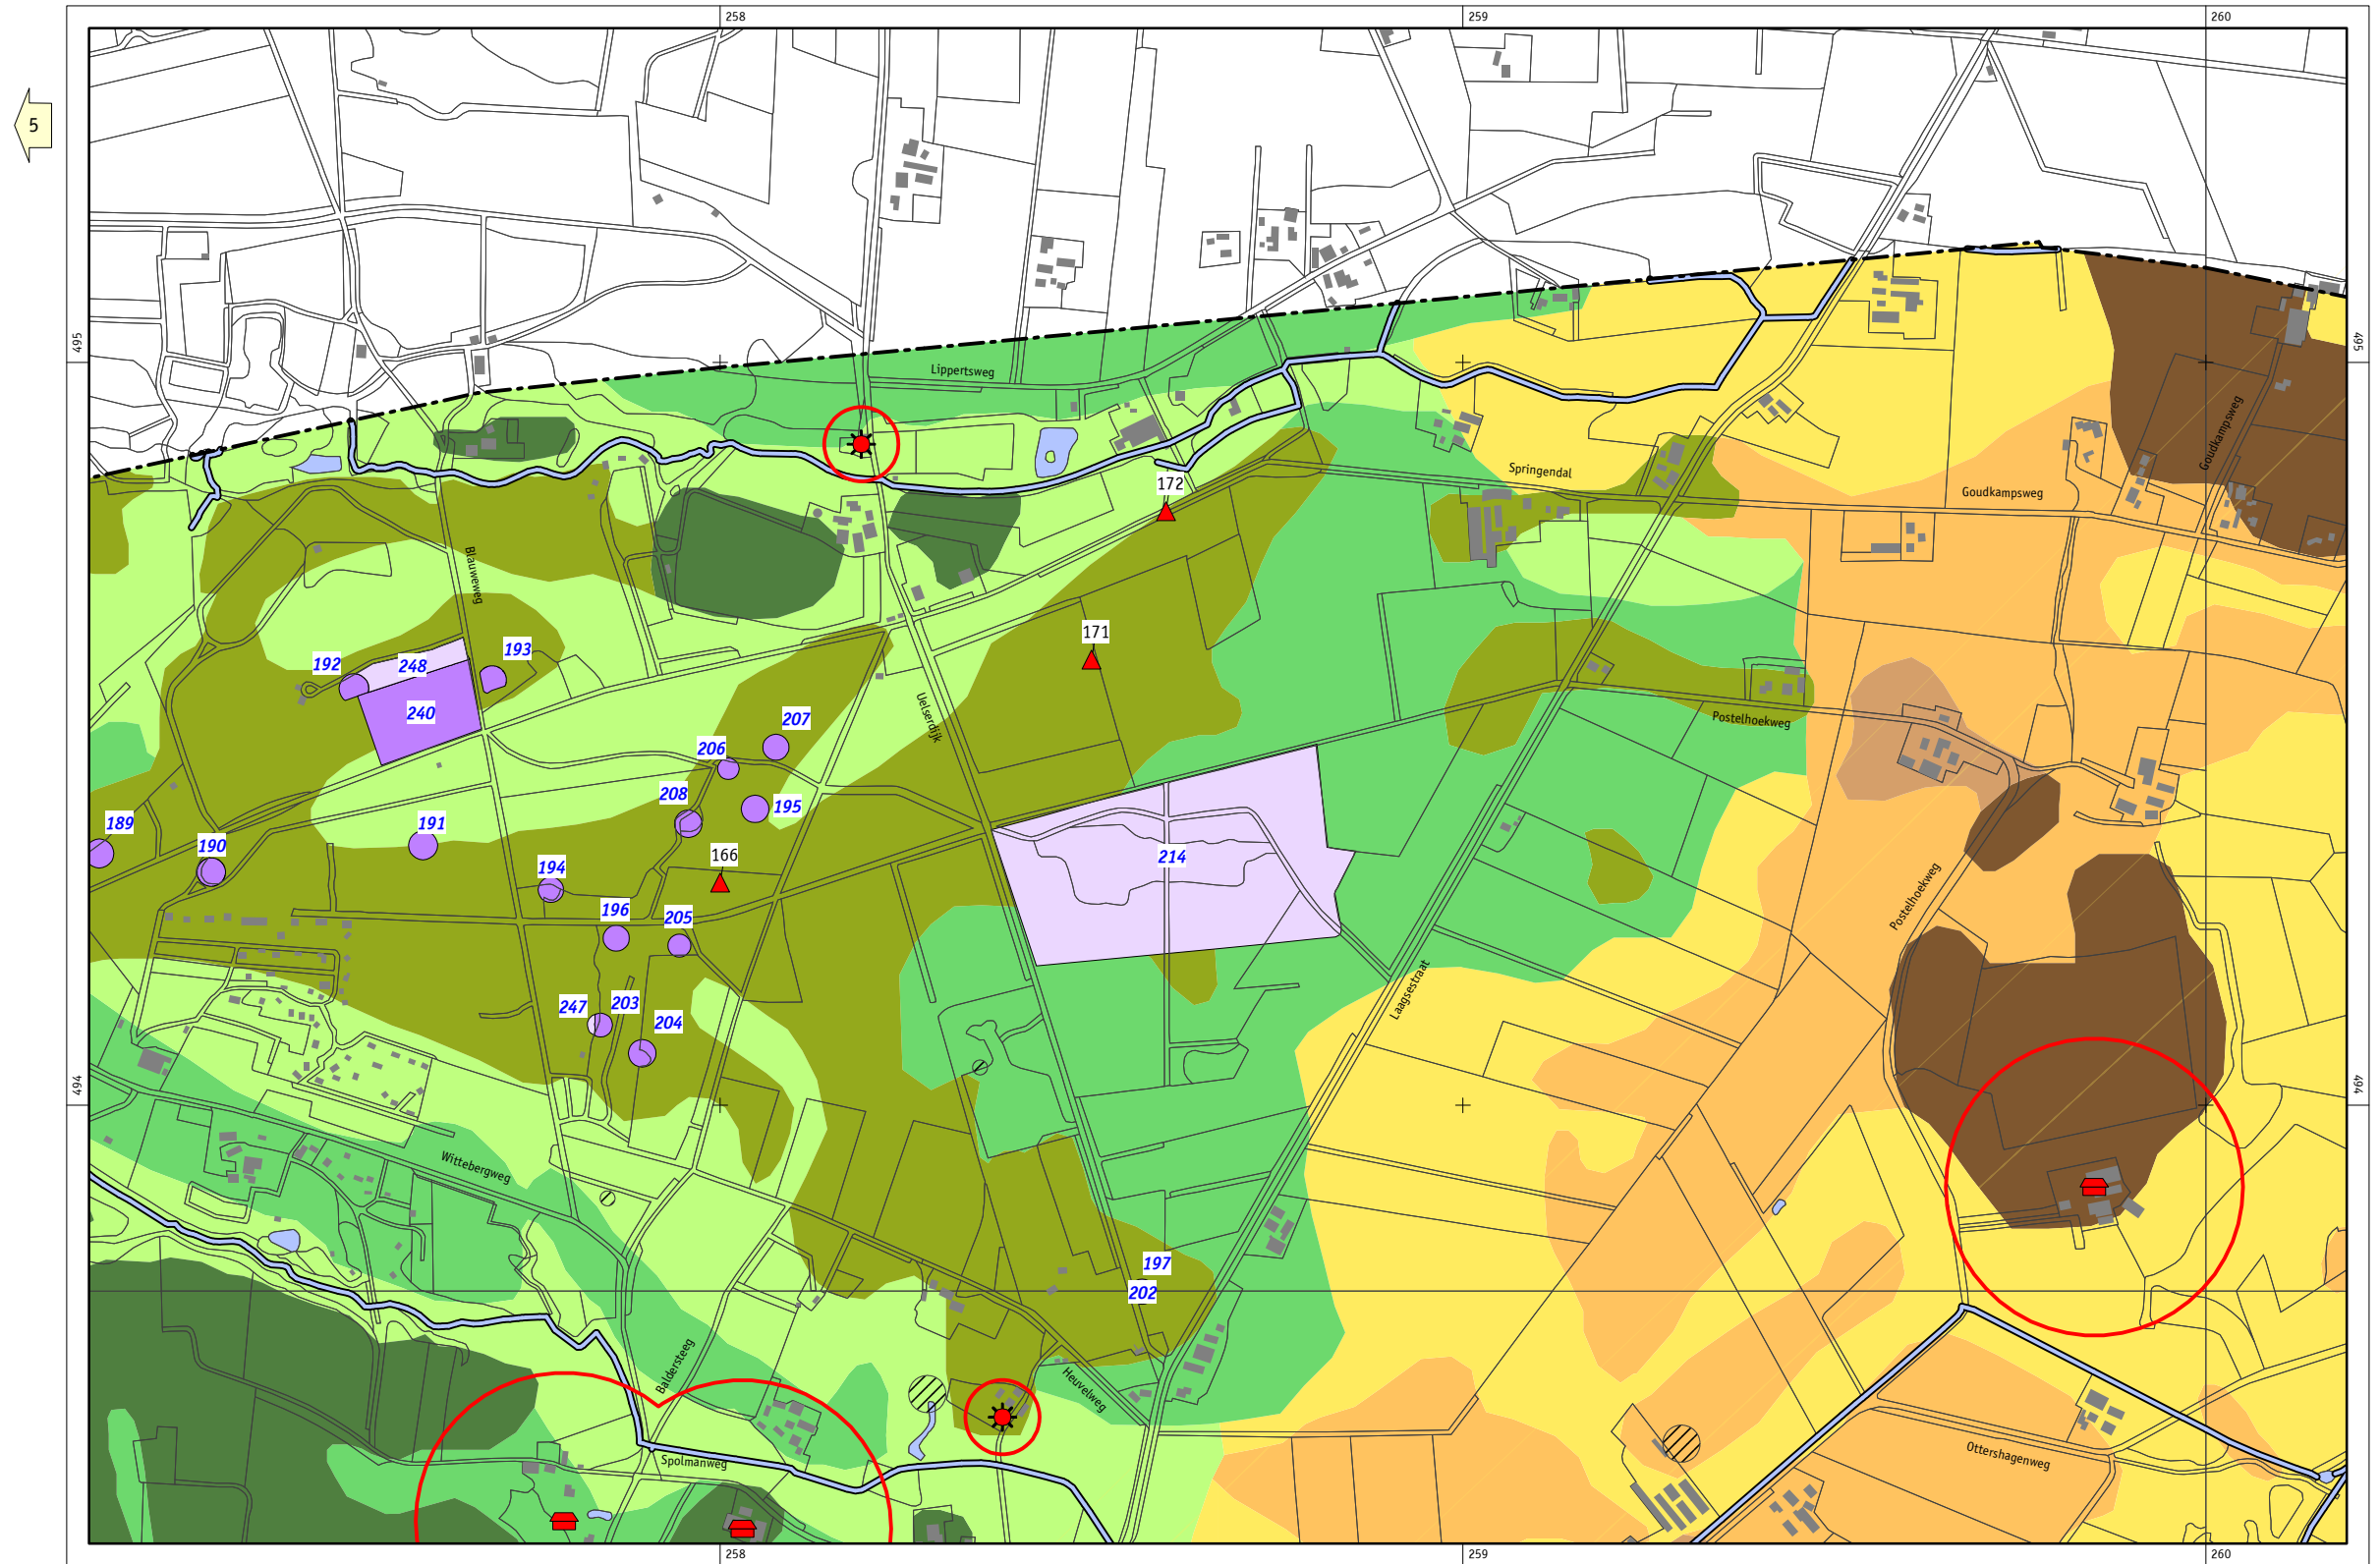 258
259
260
5
495
495
Lippertsweg
Goudkampsweg
Springendal
172
Goudkampsweg
Blauweweg
171
193
192
248
Uelserdijk
240
207
Postelhoekweg
206
208
195
189
191
190
166
214
194
Postelhoekweg
196
205
Laagsestraat
247
203
204
494
494
Wittebergweg
197
202
Baldersteeg
Heuvelweg
Spolmanweg
Ottershagenweg
258
259
260